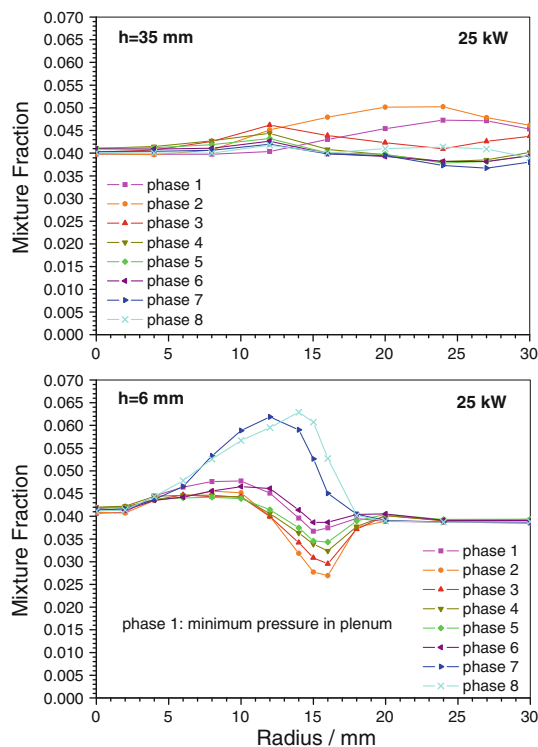 h=35 mm 25 kW
Mixture Fraction
0.070
0.065
0.060
0.055
0.050
0.045
0.040
0.035
0.030
0.025
0.020
0.015
0.010
0.005
0.000
phase 1
phase 2
phase 3
phase 4
phase 5
phase 6
phase 7
phase 8
0 5 10 15 20 25 30
h=6 mm 25 kW
Mixture Fraction
0.070
0.065
0.060
0.055
0.050
0.045
0.040
0.035
0.030
0.025
0.020
0.015
0.010
0.005
0.000
phase 1: minimum pressure in plenum
phase 1
phase 2
phase 3
phase 4
phase 5
phase 6
phase 7
phase 8
0 5 10 15 20 25 30
Radius / mm